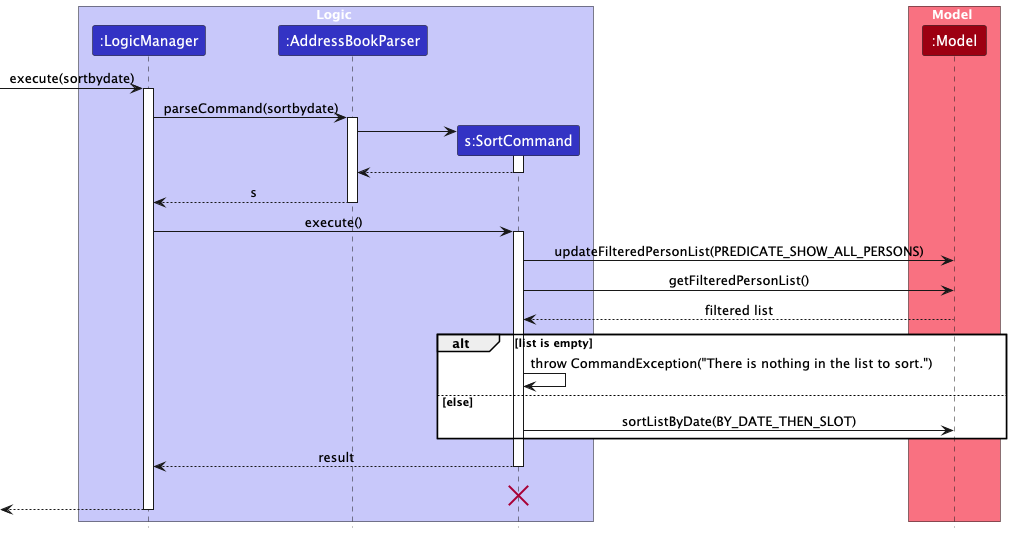 Logic
Model
:LogicManager
:AddressBookParser
:Model
execute(sortbydate)
parseCommand(sortbydate)
s:SortCommand
s
execute()
updateFilteredPersonList(PREDICATE_SHOW_ALL_PERSONS)
getFilteredPersonList()
filtered list
alt
[list is empty]
throw CommandException("There is nothing in the list to sort.")
[else]
sortListByDate(BY_DATE_THEN_SLOT)
result